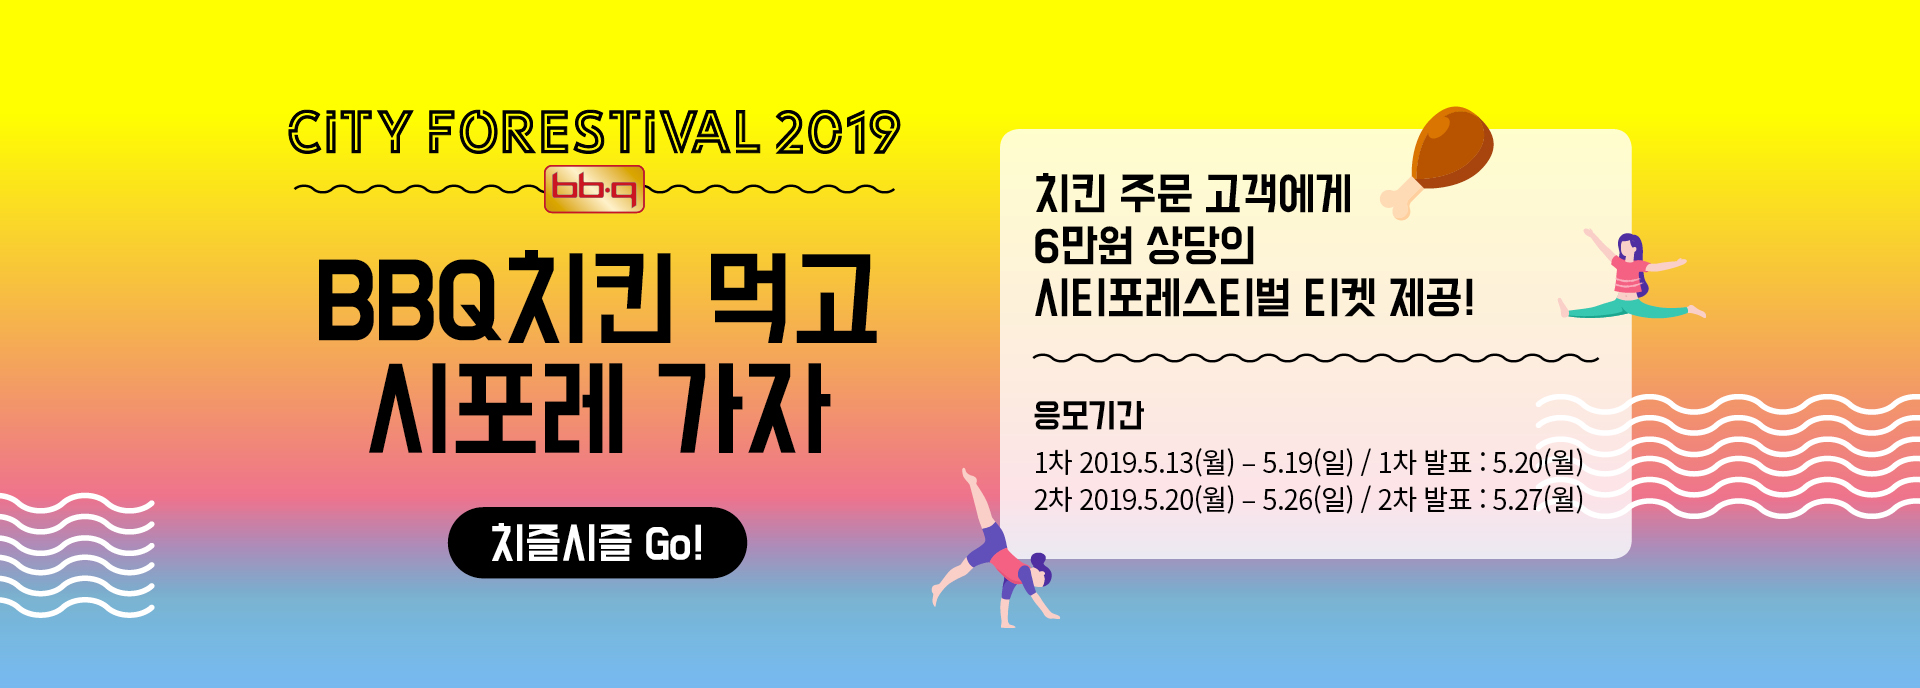 CiTY FORESTiVAL 2019
bb·q
BBQ치킨 먹고
시포레 가자
치즐시즐 Go!
치킨 주문 고객에게
6만원 상당의
시티포레스티벌 티켓 제공!
응모기간
1차 2019.5.13(월) – 5.19(일) / 1차 발표 : 5.20(월)
2차 2019.5.20(월) – 5.26(일) / 2차 발표 : 5.27(월)